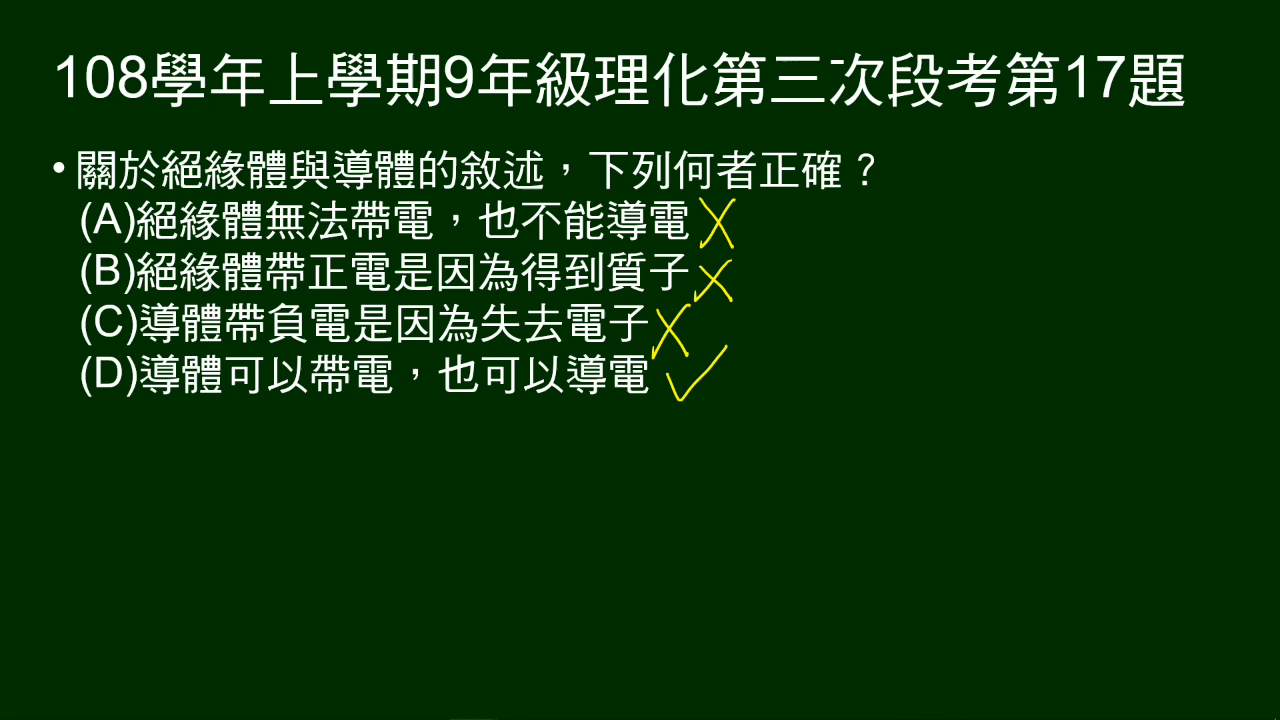 108學年上學期9年級理化第三次段考第17題
•關於絕緣體與導體的敘述，下列何者正確？
(A)絕緣體無法帶電，也不能導電
(B)絕緣體帶正電是因為得到質子
(C)導體帶負電是因為失去電子
(D)導體可以帶電，也可以導電